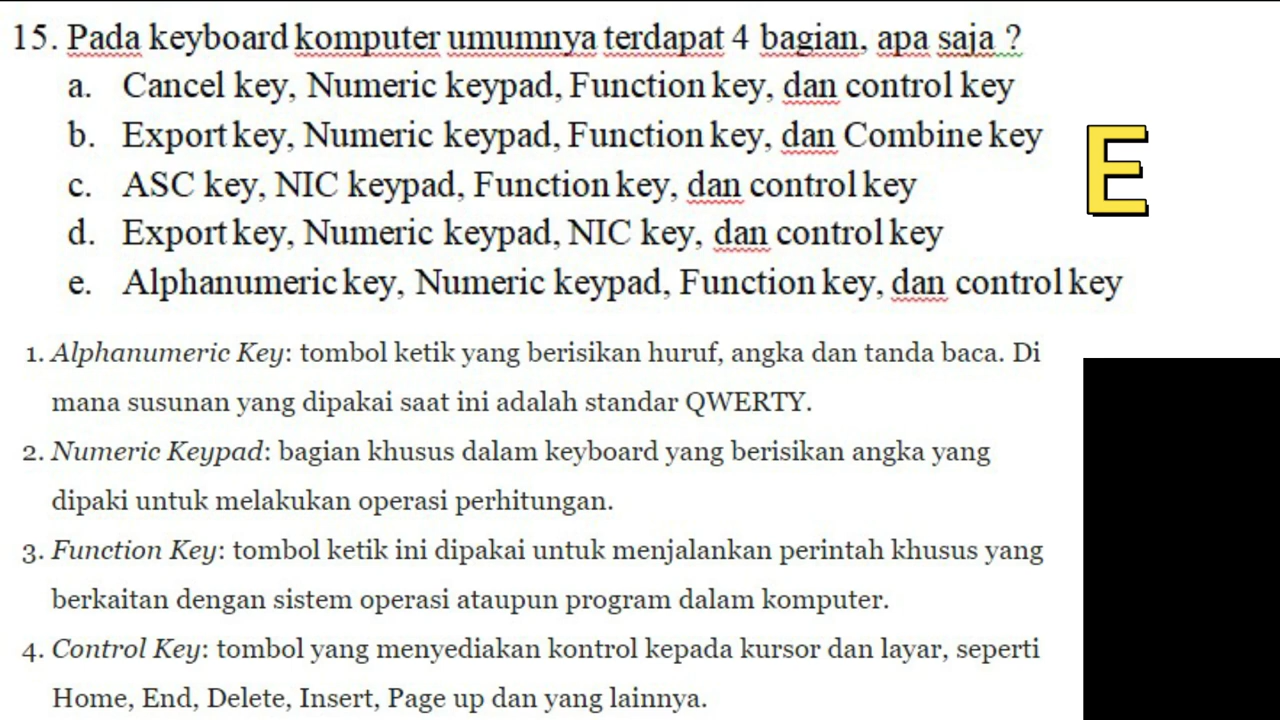 15. Pada keyboard komputer umumnya terdapat 4 bagian, apa saja ?
a. Cancel key, Numeric keypad, Function key, dan control key
b. Export key, Numeric keypad, Function key, dan Combine key
E
c. ASC key, NIC keypad, Function key, dan control key
d. Export key, Numeric keypad, NIC key, dan control key
e. Alphanumeric key, Numeric keypad, Function key, dan control key
1. Alphanumeric Key: tombol ketik yang berisikan huruf, angka dan tanda baca. Di
mana susunan yang dipakai saat ini adalah standar QWERTY.
2. Numeric Keypad: bagian khusus dalam keyboard yang berisikan angka yang
dipaki untuk melakukan operasi perhitungan.
3. Function Key: tombol ketik ini dipakai untuk menjalankan perintah khusus yang
berkaitan dengan sistem operasi ataupun program dalam komputer.
4. Control Key: tombol yang menyediakan kontrol kepada kursor dan layar, seperti
Home, End, Delete, Insert, Page up dan yang lainnya.